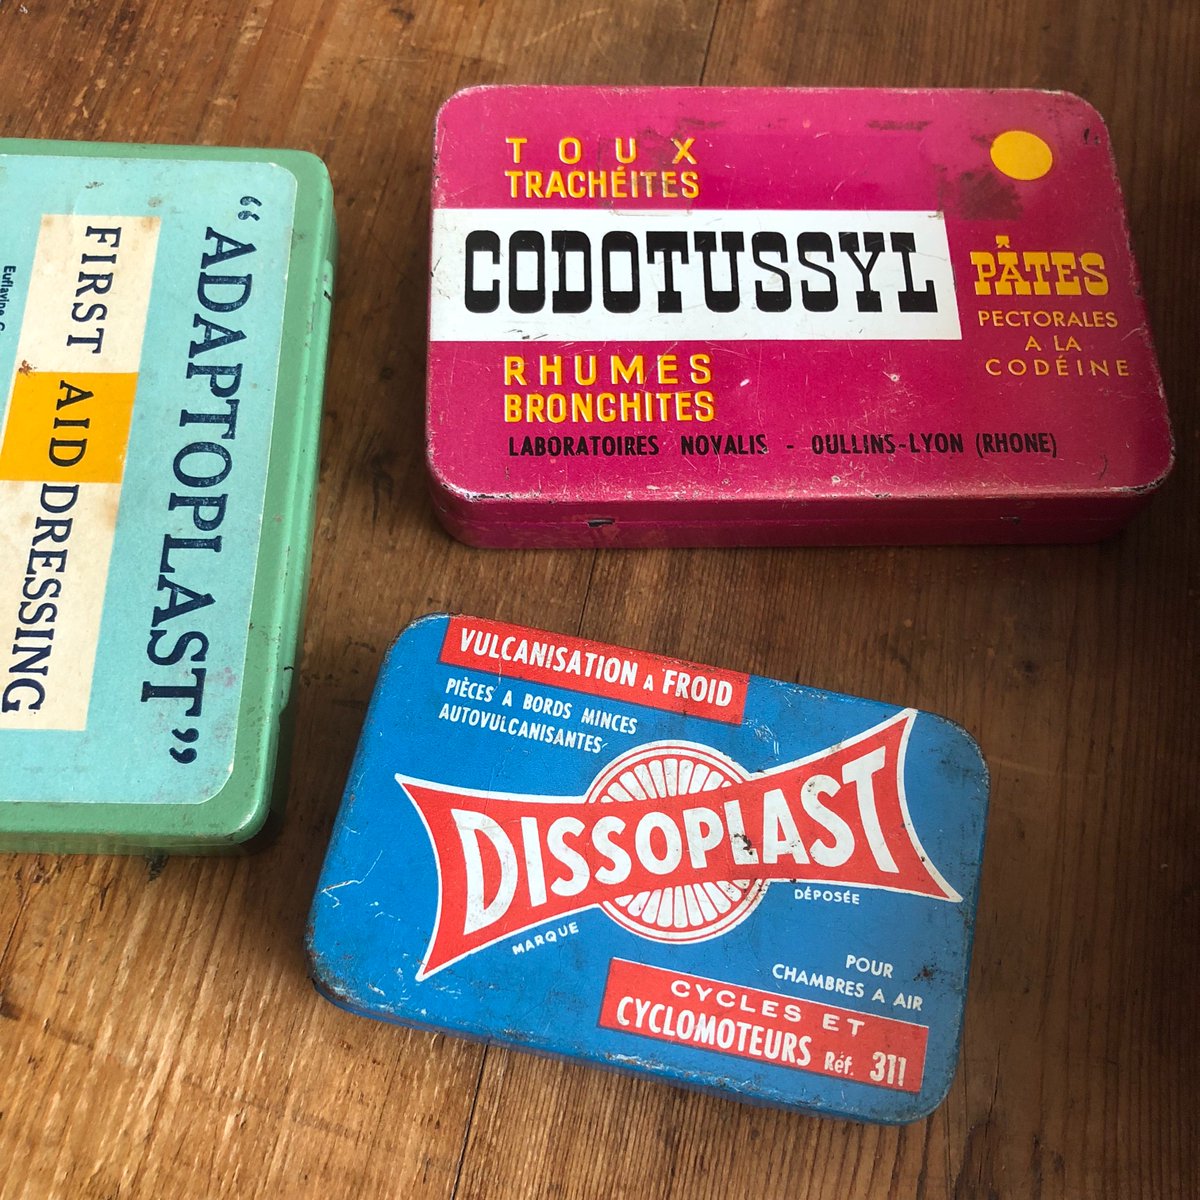 "ADAPTOPLAST"
FIRST AID DRESSING
TOUX
TRACHÉITES
CODOTUSSYL
PÂTES
PECTORALES
A LA
CODÉINE
RHUMES
BRONCHITES
LABORATOIRES NOVALIS - OULLINS-LYON (RHONE)
VULCANISATION A FROID
PIÈCES A BORDS MINCES
AUTOVULCANISANTES
DISSOPLAST
MARQUE DÉPOSÉE
POUR
CHAMBRES A AIR
CYCLES ET
CYCLOMOTEURS Réf. 311